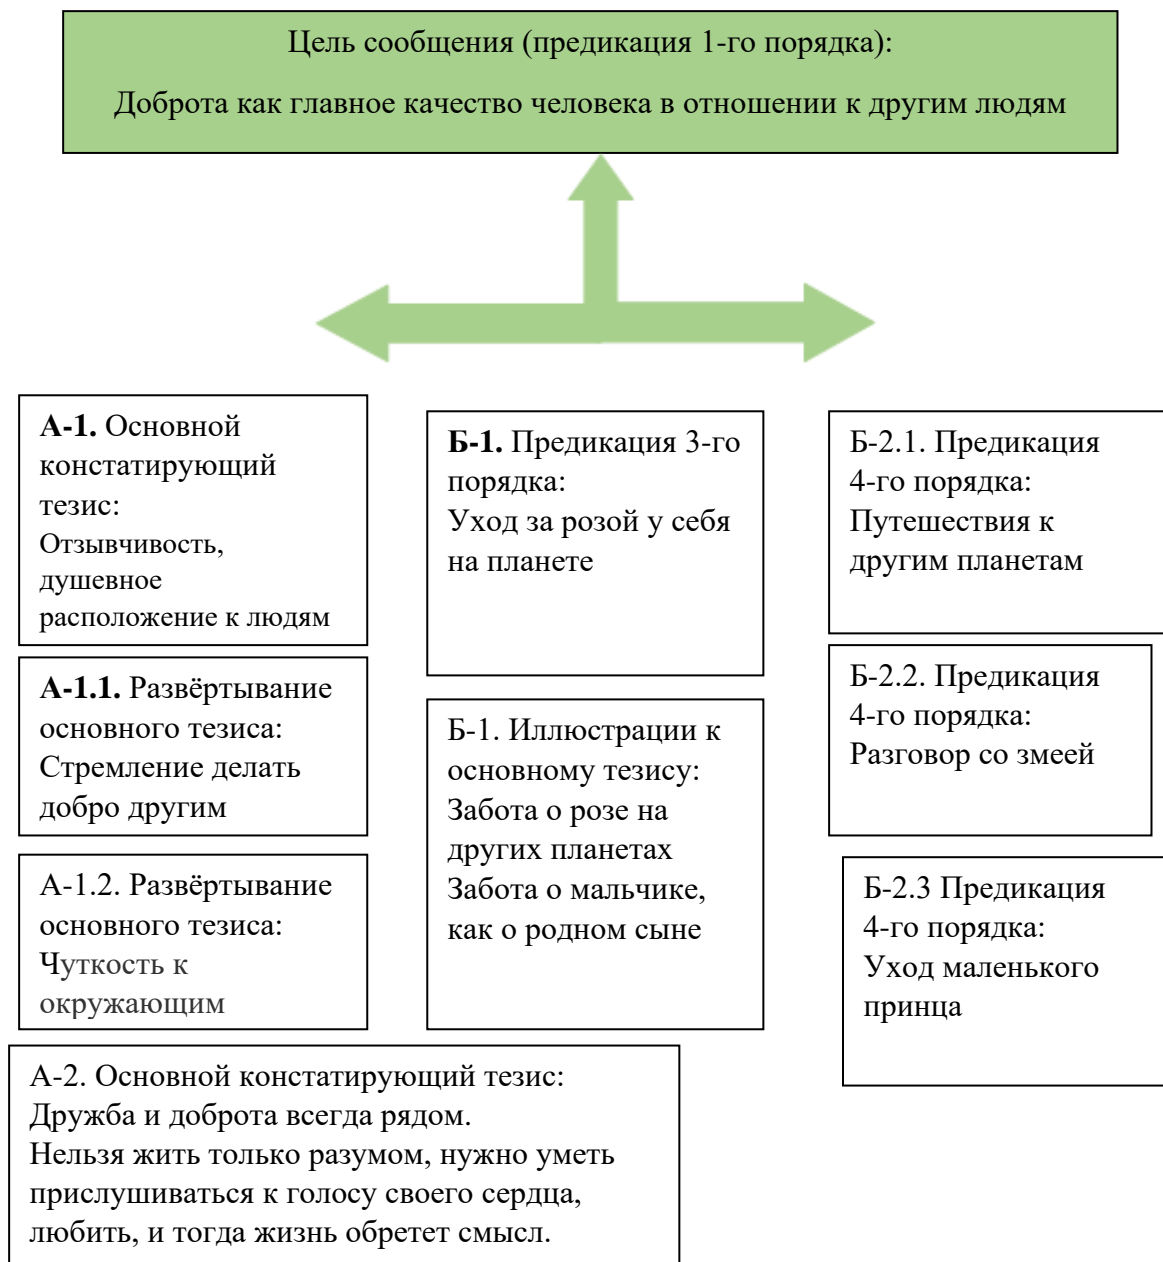 Цель сообщения (предикация 1-го порядка):
Доброта как главное качество человека в отношении к другим людям
А-1. Основной
констатирующий
тезис:
Отзывчивость,
душевное
расположение к людям
А-1.1. Развёртывание
основного тезиса:
Стремление делать
добро другим
А-1.2. Развёртывание
основного тезиса:
Чуткость к
окружающим
Б-1. Предикация 3-го
порядка:
Уход за розой у себя
на планете
Б-1. Иллюстрации к
основному тезису:
Забота о розе на
других планетах
Забота о мальчике,
как о родном сыне
Б-2.1. Предикация
4-го порядка:
Путешествия к
другим планетам
Б-2.2. Предикация
4-го порядка:
Разговор со змеей
Б-2.3 Предикация
4-го порядка:
Уход маленького
принца
А-2. Основной констатирующий тезис:
Дружба и доброта всегда рядом.
Нельзя жить только разумом, нужно уметь
прислушиваться к голосу своего сердца,
любить, и тогда жизнь обретет смысл.